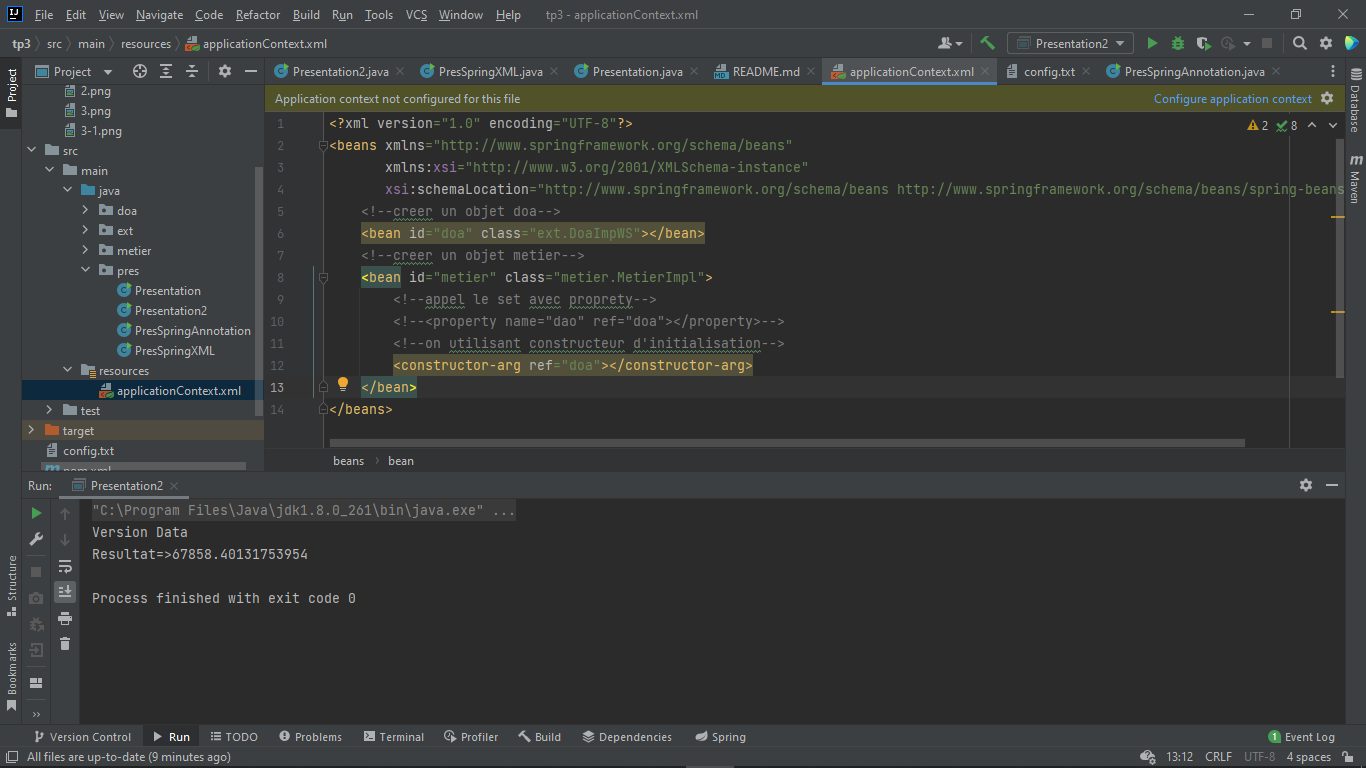 File Edit View Navigate Code Refactor Build Run Tools VCS Window Help tp3 - applicationContext.xml
tp3 src main resources applicationContext.xml Presentation2
Project
Presentation2.java PresSpringXML.java Presentation.java README.md applicationContext.xml config.txt PresSpringAnnotation.java
Project
2.png
3.png
3-1.png
src
main
java
doa
ext
metier
pres
Presentation
Presentation2
PresSpringAnnotation
PresSpringXML
resources
applicationContext.xml
test
target
config.txt
pom.xml
Application context not configured for this file Configure application context
2 8
1 <?xml version="1.0" encoding="UTF-8"?>
2 <beans xmlns="http://www.springframework.org/schema/beans"
3 xmlns:xsi="http://www.w3.org/2001/XMLSchema-instance"
4 xsi:schemaLocation="http://www.springframework.org/schema/beans http://www.springframework.org/schema/beans/spring-beans
5 <!--creer un objet doa-->
6 <bean id="doa" class="ext.DoaImpWS"></bean>
7 <!--creer un objet metier-->
8 <bean id="metier" class="metier.MetierImpl">
9 <!--appel le set avec proprety-->
10 <!--<property name="dao" ref="doa"></property>-->
11 <!--on utilisant constructeur d'initialisation-->
12 <constructor-arg ref="doa"></constructor-arg>
13 </bean>
14 </beans>
beans bean
Database
Maven
Run: Presentation2
"C:\Program Files\Java\jdk1.8.0_261\bin\java.exe" ...
Version Data
Resultat=>67858.40131753954
Process finished with exit code 0
Structure
Bookmarks
Version Control Run TODO Problems Terminal Profiler Build Dependencies Spring 1 Event Log
All files are up-to-date (9 minutes ago) 13:12 CRLF UTF-8 4 spaces